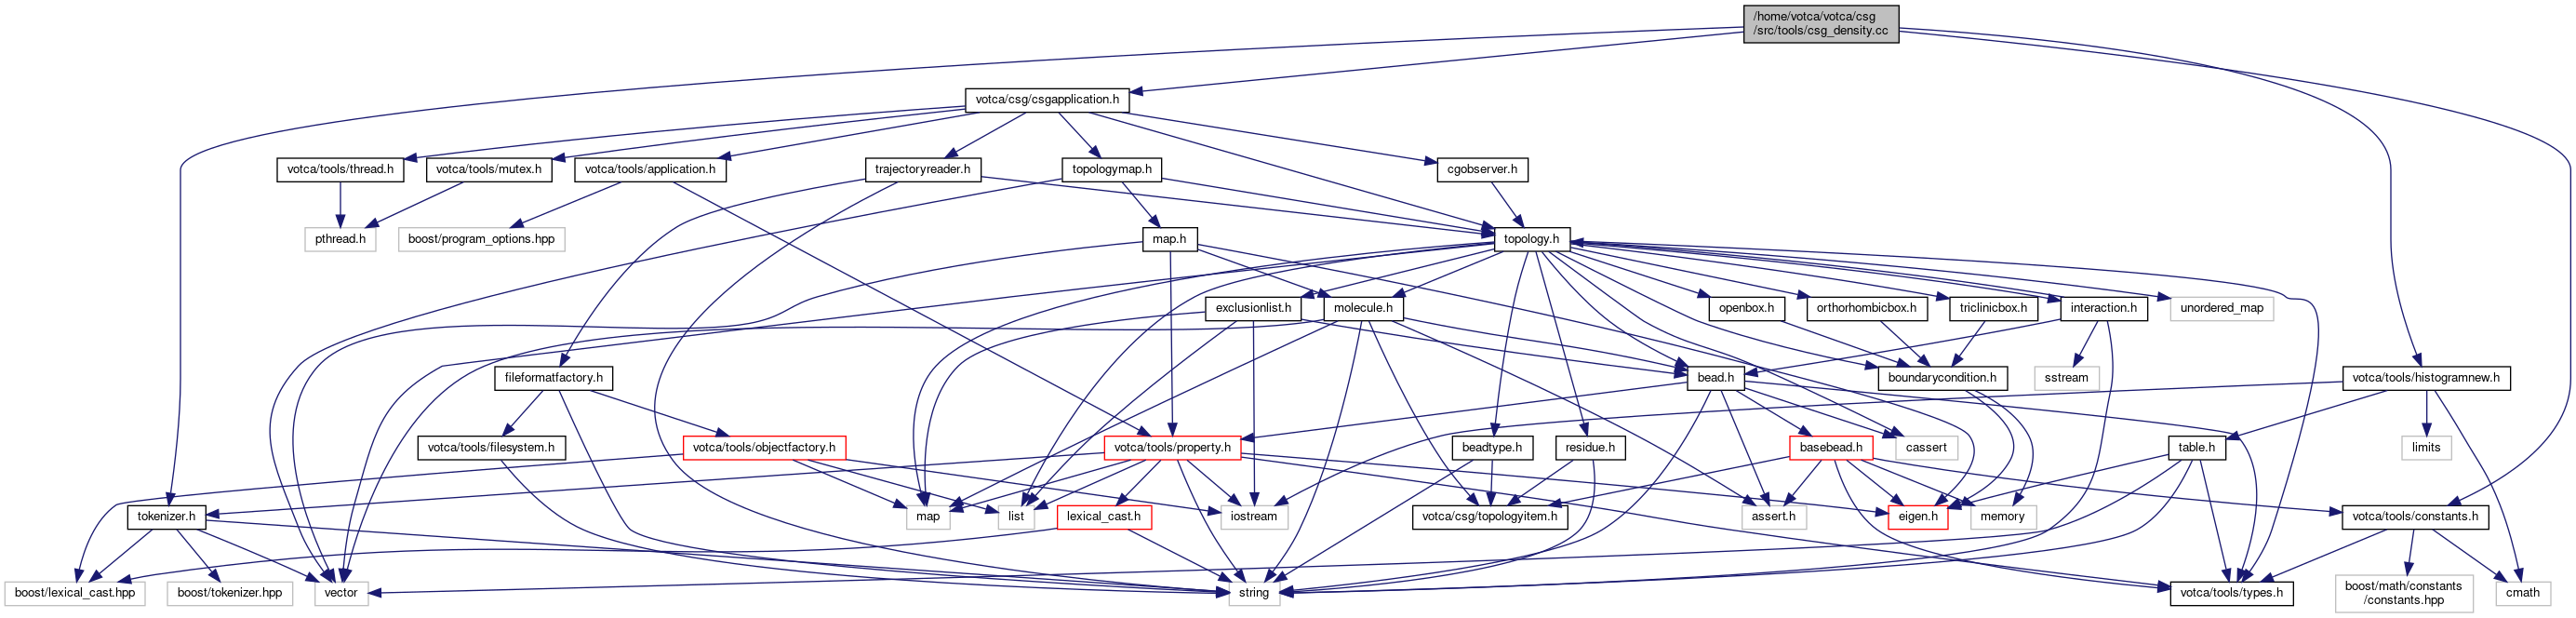 /home/votca/votca/csg
/src/tools/csg_density.cc
votca/csg/csgapplication.h
votca/tools/thread.h
votca/tools/mutex.h
votca/tools/application.h
trajectoryreader.h
topologymap.h
cgobserver.h
pthread.h
boost/program_options.hpp
map.h
topology.h
exclusionlist.h
molecule.h
openbox.h
orthorhombicbox.h
triclinicbox.h
interaction.h
unordered_map
fileformatfactory.h
bead.h
boundarycondition.h
sstream
votca/tools/histogramnew.h
votca/tools/filesystem.h
votca/tools/objectfactory.h
votca/tools/property.h
beadtype.h
residue.h
basebead.h
cassert
table.h
limits
tokenizer.h
map
list
lexical_cast.h
iostream
votca/csg/topologyitem.h
assert.h
eigen.h
memory
votca/tools/constants.h
boost/lexical_cast.hpp
boost/tokenizer.hpp
vector
string
votca/tools/types.h
boost/math/constants
/constants.hpp
cmath